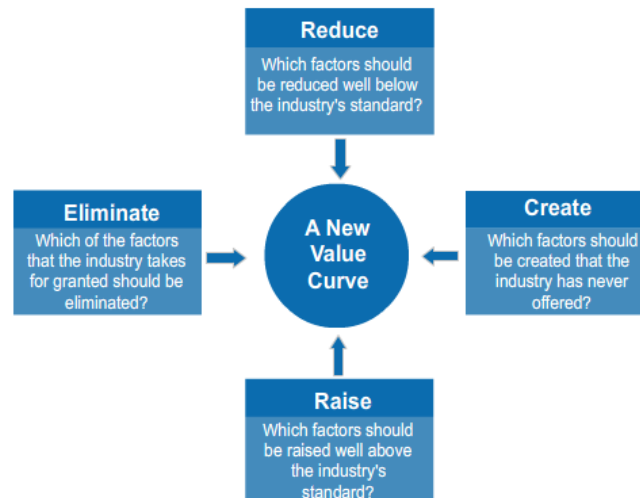 Reduce
Which factors should
be reduced well below
the industry's standard?
Eliminate
Which of the factors
that the industry takes
for granted should be
eliminated?
A New
Value
Curve
Create
Which factors should
be created that the
industry has never
offered?
Raise
Which factors should
be raised well above
the industry's
standard?